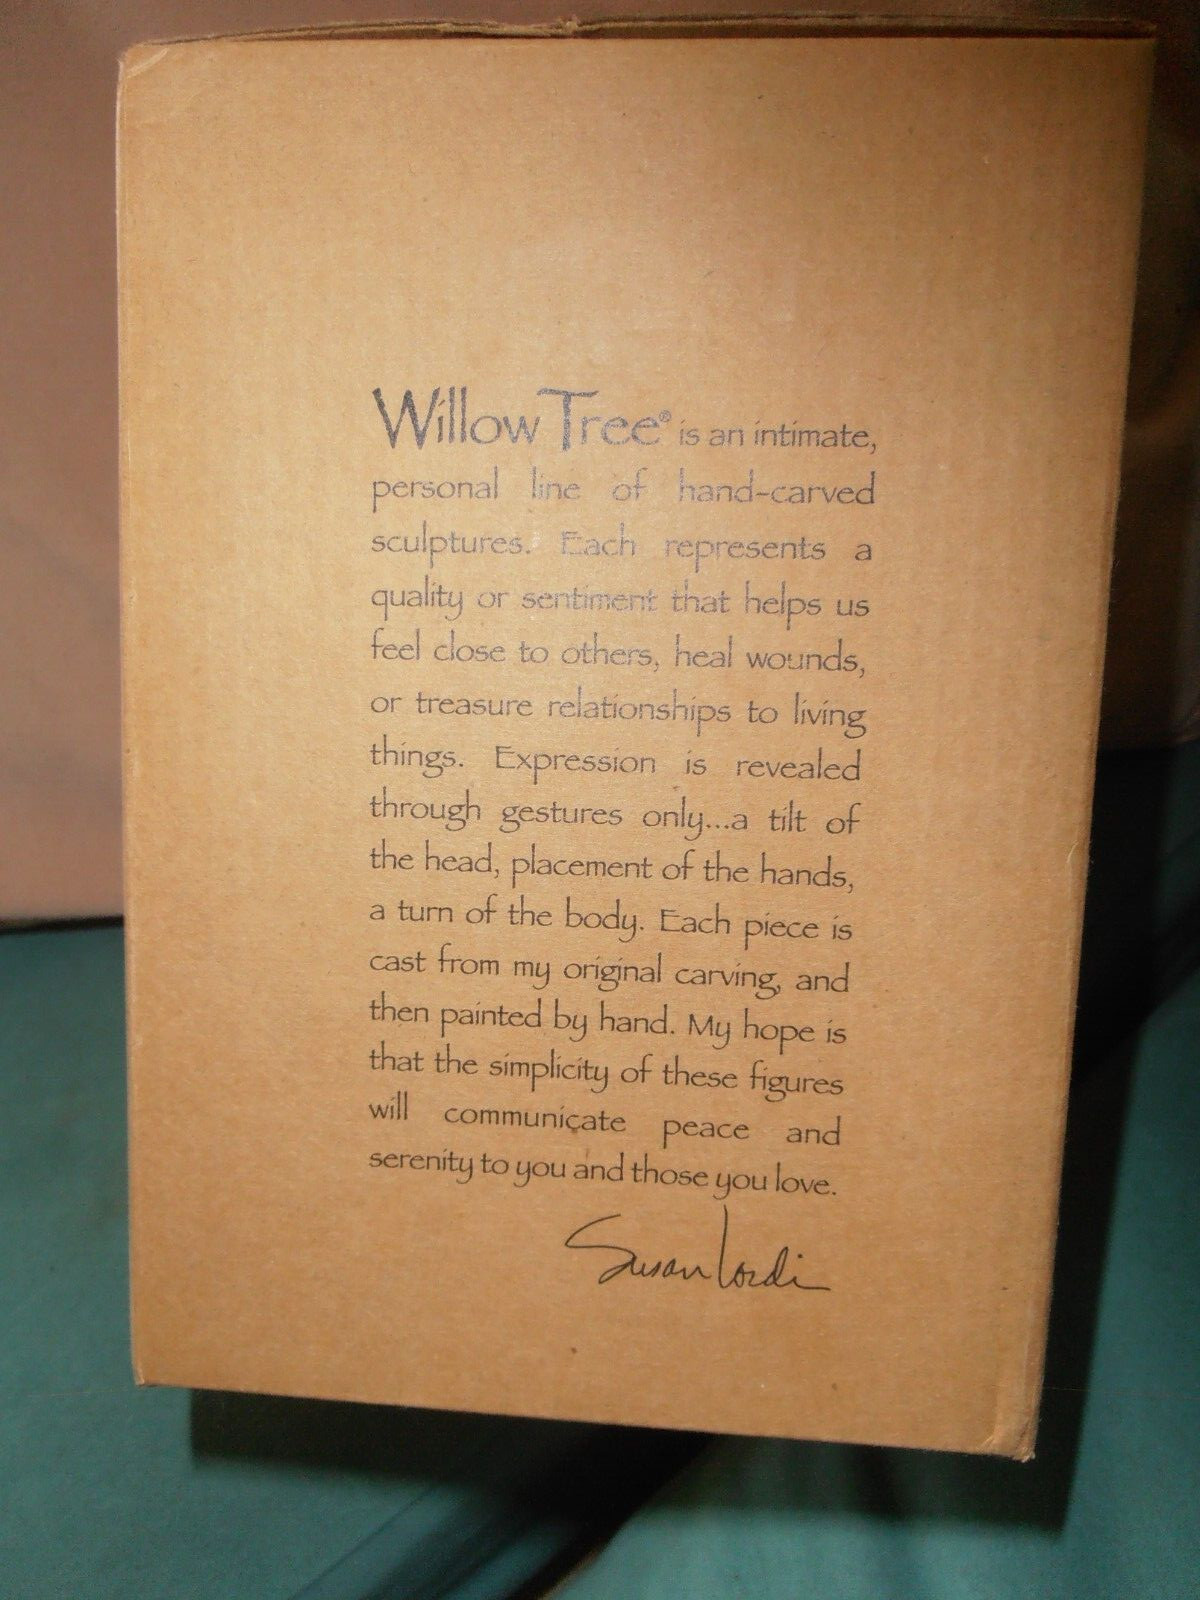 Willow Tree® is an intimate,
personal line of hand-carved
sculptures. Each represents a
quality or sentiment that helps us
feel close to others, heal wounds,
or treasure relationships to living
things. Expression is revealed
through gestures only...a tilt of
the head, placement of the hands,
a turn of the body. Each piece is
cast from my original carving, and
then painted by hand. My hope is
that the simplicity of these figures
will communicate peace and
serenity to you and those you love.
Susan Lordi